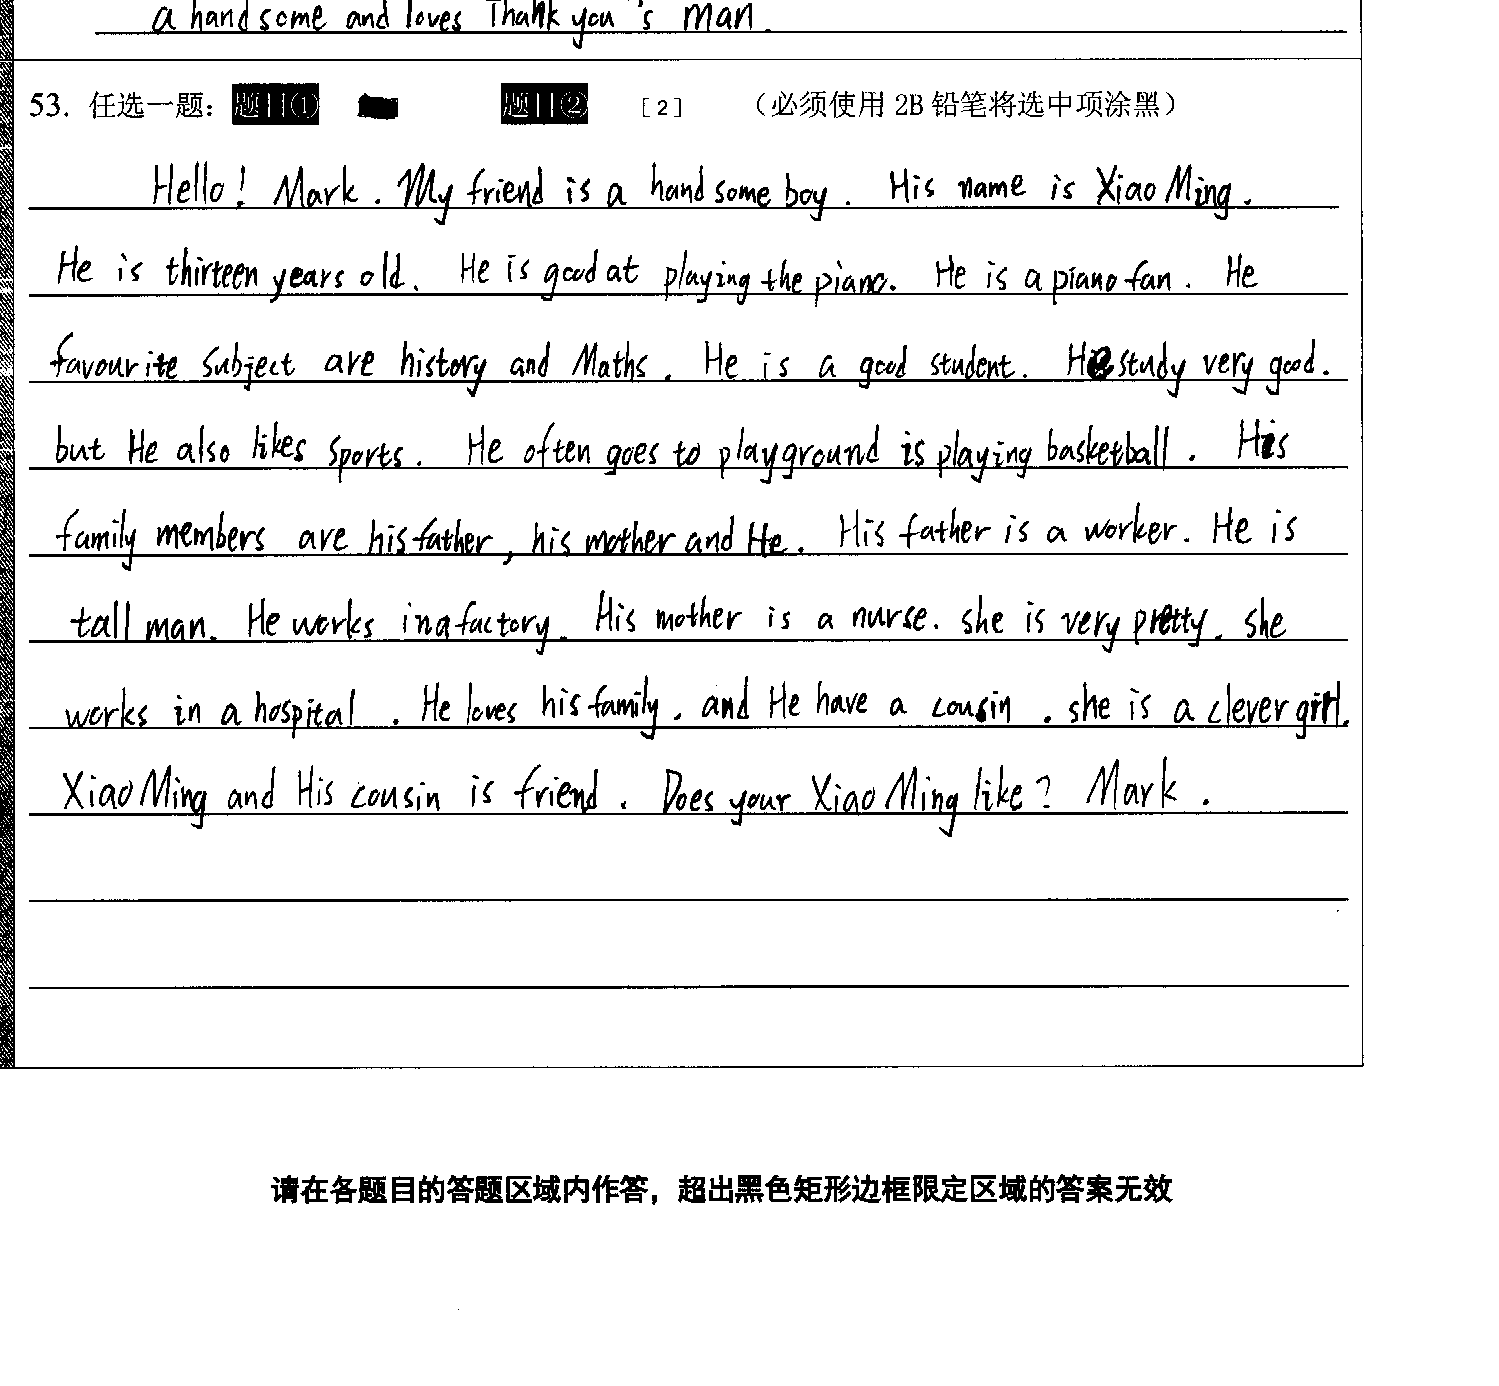 a handsome and loves Thank you's man.
53. 任选一题: 题目① 题目② [2] (必须使用 2B 铅笔将选中项涂黑)
Hello! Mark. My friend is a handsome boy. His name is Xiao Ming.
He is thirteen years old. He is good at playing the piano. He is a piano fan. He
favourite subject are history and Maths. He is a good student. He study very good.
but He also likes sports. He often goes to playground is playing basketball. His
family members are his father, his mother and He. His father is a worker. He is
tall man. He works in a factory. His mother is a nurse. she is very pretty. she
works in a hospital. He loves his family. and He have a cousin. she is a clever girl.
Xiao Ming and His cousin is friend. Does your Xiao Ming like? Mark.
请在各题目的答题区域内作答,超出黑色矩形边框限定区域的答案无效